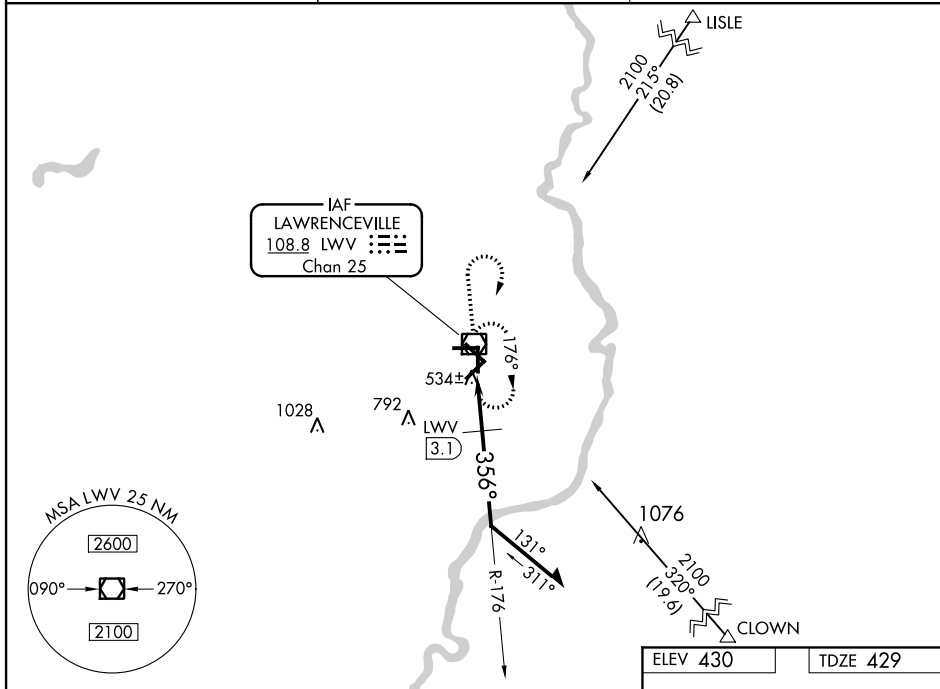 LISLE
2100
215°
(20.8)
IAF
LAWRENCEVILLE
108.8 LWV
Chan 25
176°
534±
1028
792
LWV
3.1
356°
MSA LWV 25 NM
2600
090°
270°
2100
131°
311°
R-176
1076
2100
320°
(19.6)
CLOWN
ELEV 430
TDZE 429